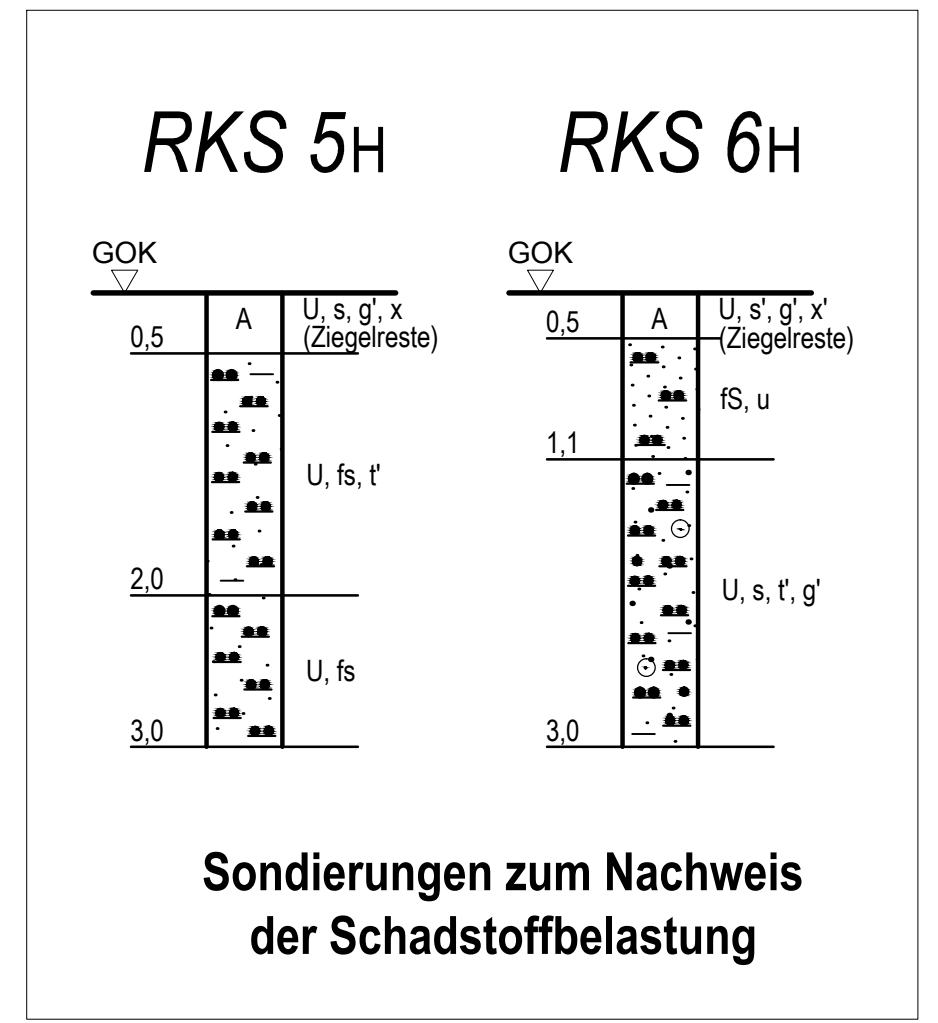 RKS 5H
GOK
A
U, s, g', x
(Ziegelreste)
0,5
U, fs, t'
2,0
U, fs
3,0
RKS 6H
GOK
A
U, s', g', x'
(Ziegelreste)
0,5
fS, u
1,1
U, s, t', g'
3,0
Sondierungen zum Nachweis
der Schadstoffbelastung